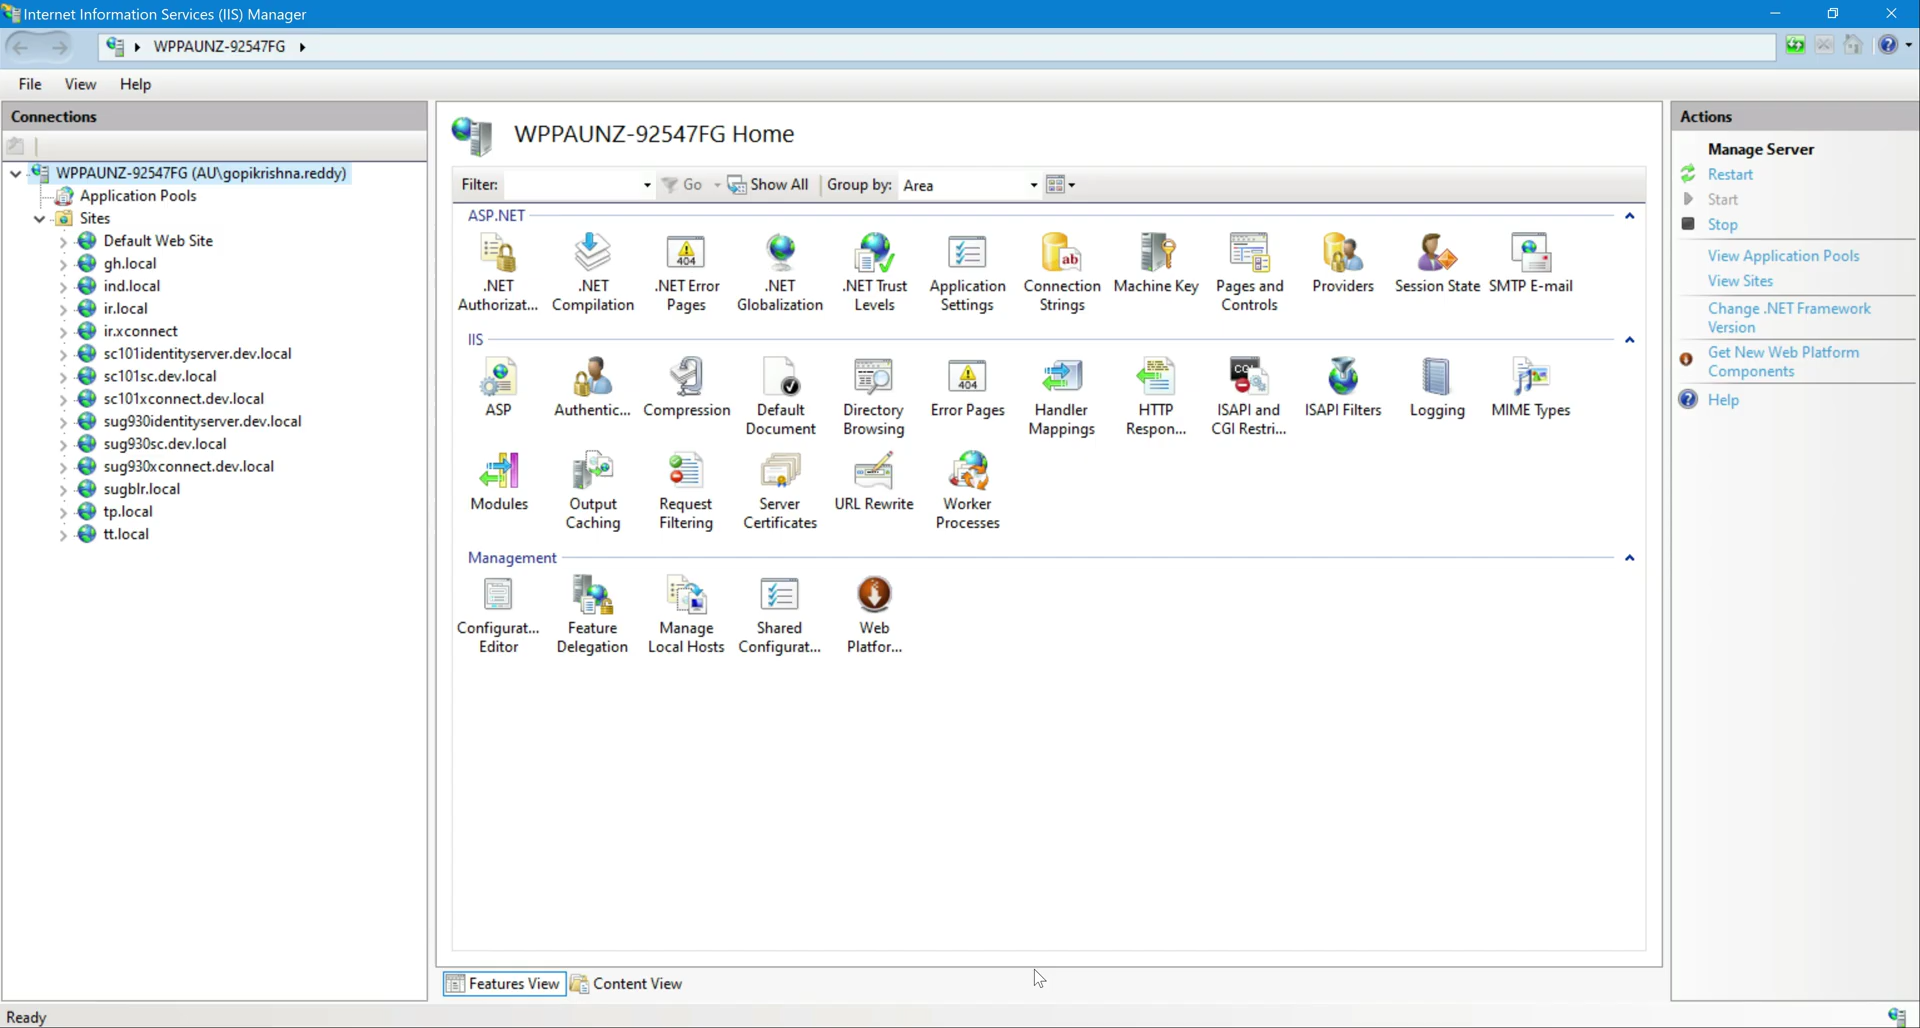 Internet Information Services (IIS) Manager
WPPAUNZ-92547FG
File View Help
Connections
WPPAUNZ-92547FG (AU\gopikrishna.reddy)
Application Pools
Sites
Default Web Site
gh.local
ind.local
ir.local
ir.xconnect
sc101identityserver.dev.local
sc101sc.dev.local
sc101xconnect.dev.local
sug930identityserver.dev.local
sug930sc.dev.local
sug930xconnect.dev.local
sugblr.local
tp.local
tt.local
WPPAUNZ-92547FG Home
Filter: Go Show All Group by: Area
ASP.NET
.NET Authorizat...
.NET Compilation
.NET Error Pages
.NET Globalization
.NET Trust Levels
Application Settings
Connection Strings
Machine Key
Pages and Controls
Providers
Session State
SMTP E-mail
IIS
ASP
Authentic...
Compression
Default Document
Directory Browsing
Error Pages
Handler Mappings
HTTP Respon...
ISAPI and CGI Restri...
ISAPI Filters
Logging
MIME Types
Modules
Output Caching
Request Filtering
Server Certificates
URL Rewrite
Worker Processes
Management
Configurat... Editor
Feature Delegation
Manage Local Hosts
Shared Configurat...
Web Platfor...
Features View Content View
Actions
Manage Server
Restart
Start
Stop
View Application Pools
View Sites
Change .NET Framework
Version
Get New Web Platform
Components
Help
Ready